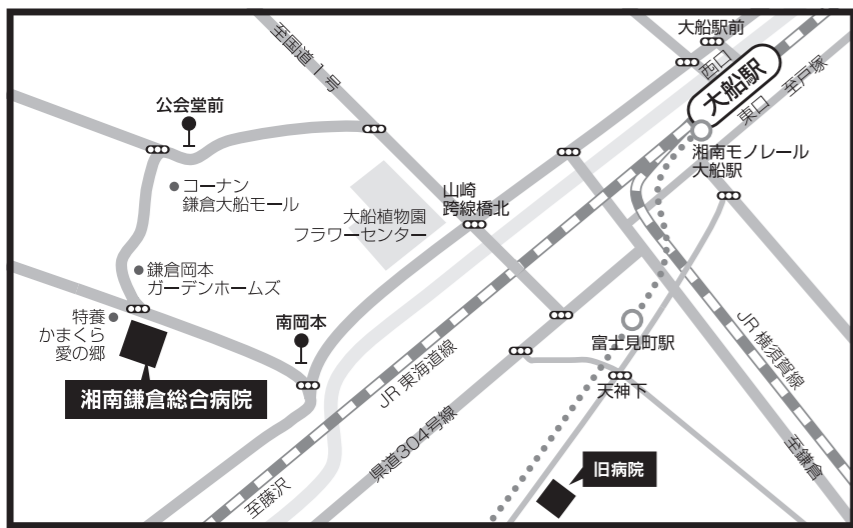 大船駅前
至国道1号
西口
大船駅
東口
至戸塚
公会堂前
湘南モノレール
大船駅
コーナン
鎌倉大船モール
山崎
跨線橋北
大船植物園
フラワーセンター
鎌倉岡本
ガーデンホームズ
特養
かまくら
愛の郷
南岡本
富士見町駅
JR 横須賀線
JR 東海道線
天神下
湘南鎌倉総合病院
県道304号線
至鎌倉
旧病院
至藤沢